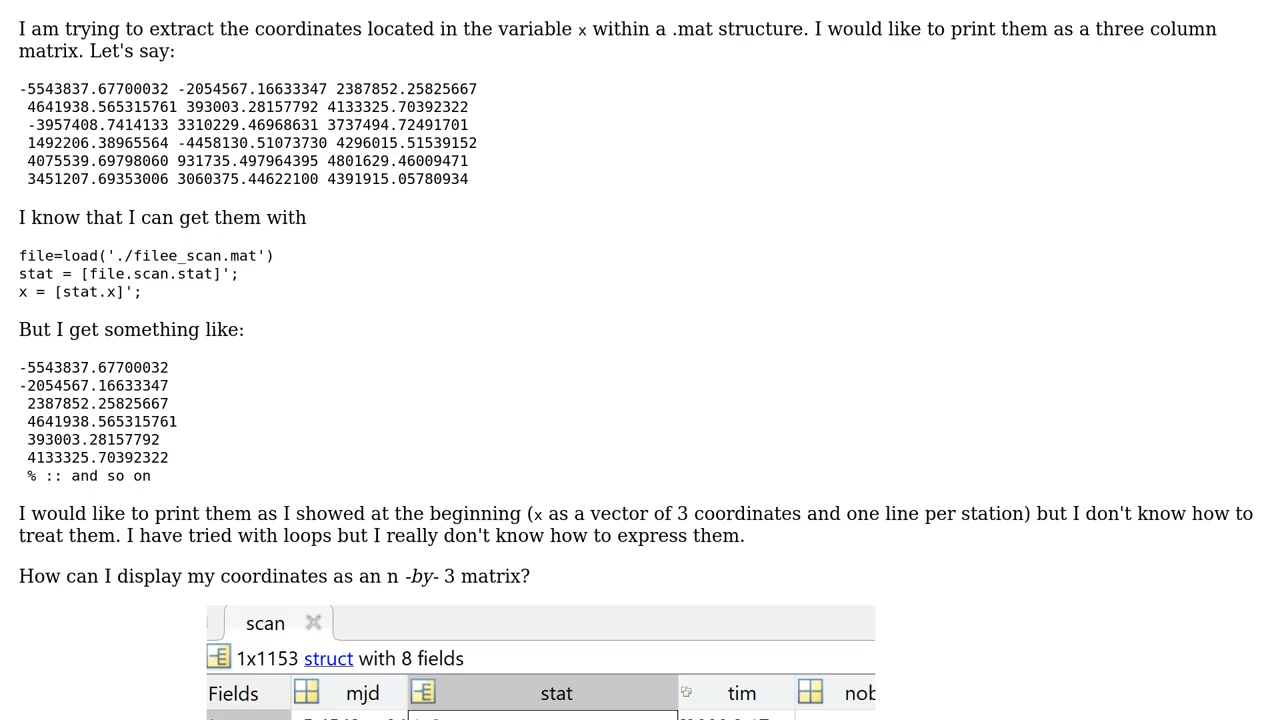 I am trying to extract the coordinates located in the variable x within a .mat structure. I would like to print them as a three column
matrix. Let's say:
-5543837.67700032 -2054567.16633347 2387852.25825667
4641938.565315761 393003.28157792 4133325.70392322
-3957408.7414133 3310229.46968631 3737494.72491701
1492206.38965564 -4458130.51073730 4296015.51539152
4075539.69798060 931735.497964395 4801629.46009471
3451207.69353006 3060375.44622100 4391915.05780934
I know that I can get them with
file=load('./filee_scan.mat')
stat = [file.scan.stat]';
x = [stat.x]';
But I get something like:
-5543837.67700032
-2054567.16633347
2387852.25825667
4641938.565315761
393003.28157792
4133325.70392322
% :: and so on
I would like to print them as I showed at the beginning (x as a vector of 3 coordinates and one line per station) but I don't know how to
treat them. I have tried with loops but I really don't know how to express them.
How can I display my coordinates as an n -by- 3 matrix?
scan
1x1153 struct with 8 fields
Fields mjd stat tim nob